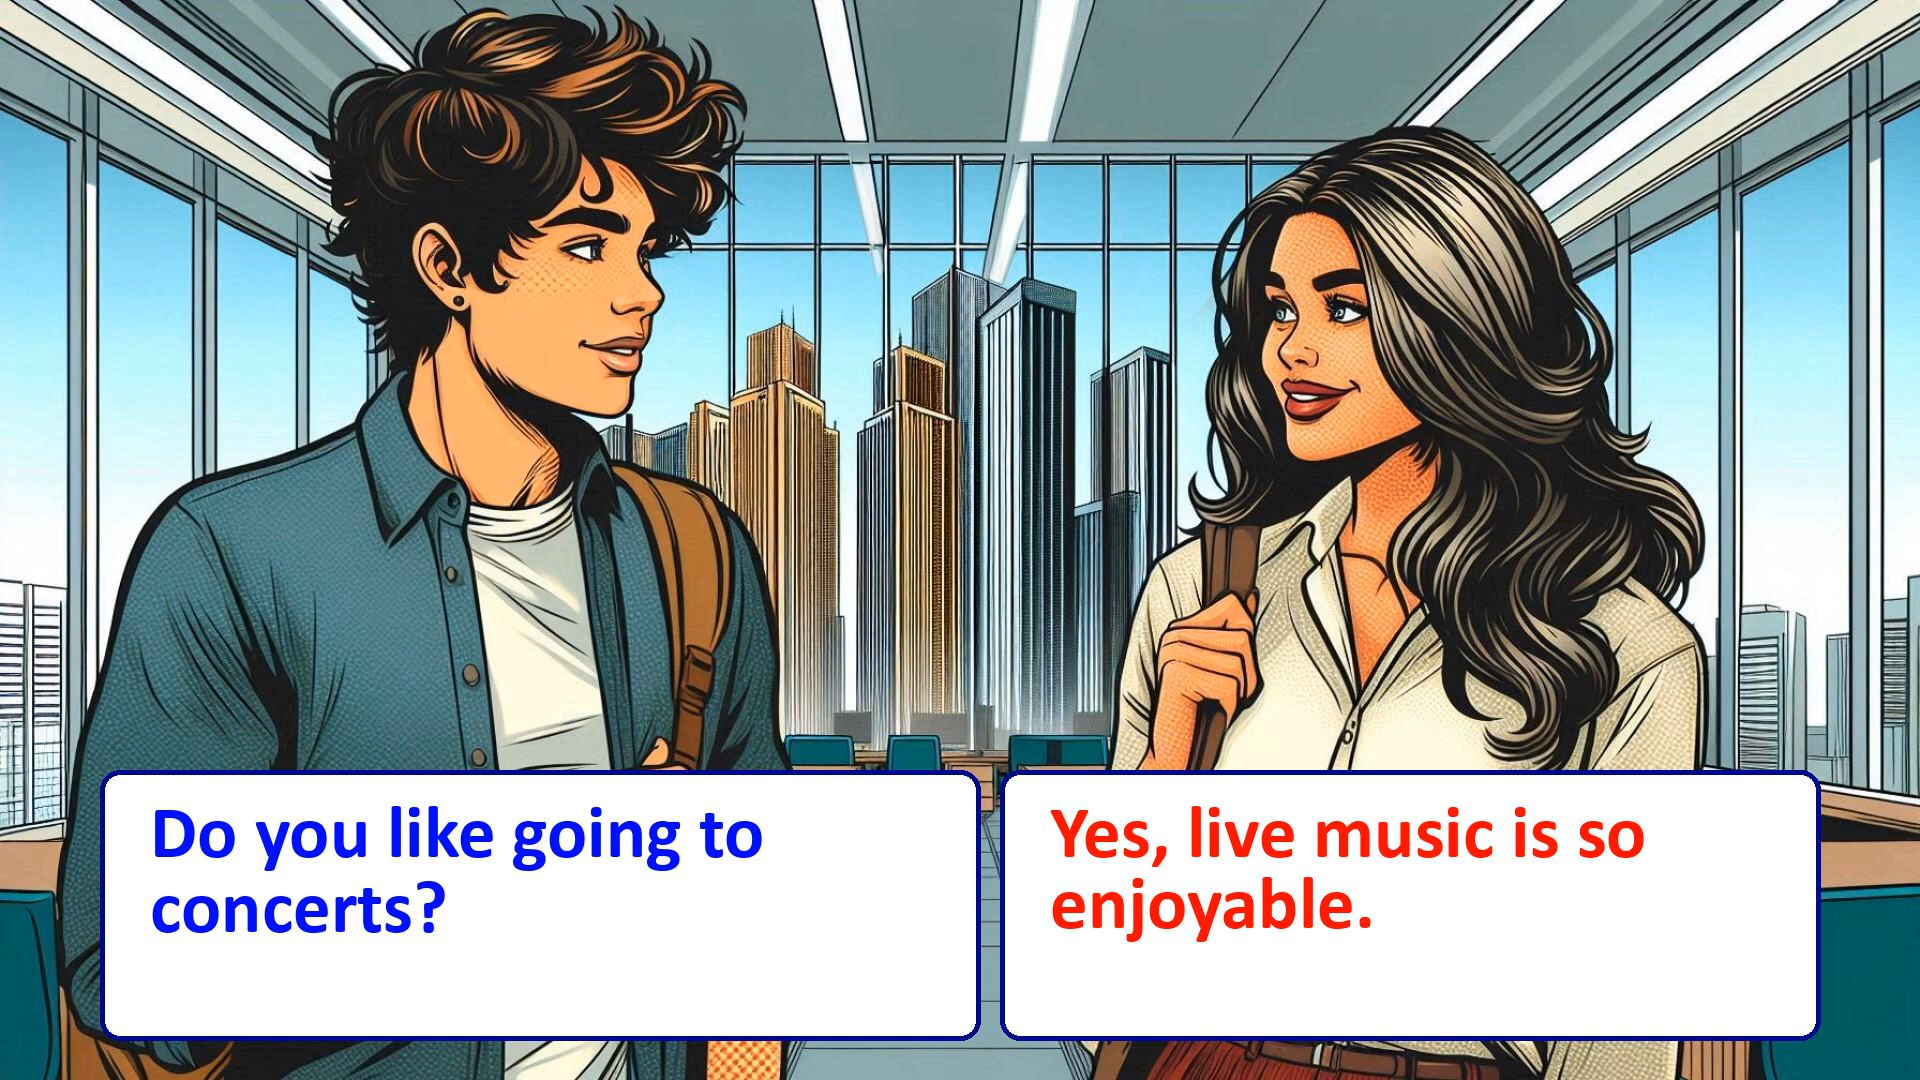 Do you like going to
concerts?
Yes, live music is so
enjoyable.